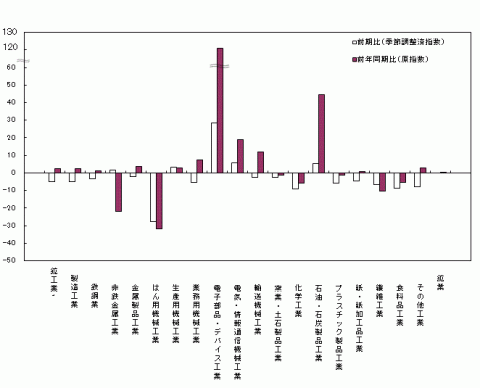 130
120
60
50
40
30
20
10
0
-10
-20
-30
-40
-50
前期比(季節調整済指数)
前年同期比(原指数)
鉱工業
製造工業
鉄鋼業
非鉄金属工業
金属製品工業
はん用機械工業
生産用機械工業
業務用機械工業
電子部品・デバイス工業
電気・情報通信機械工業
輸送機械工業
窯業・土石製品工業
化学工業
石油・石炭製品工業
プラスチック製品工業
紙・紙加工品工業
繊維工業
食料品工業
その他工業
鉱業